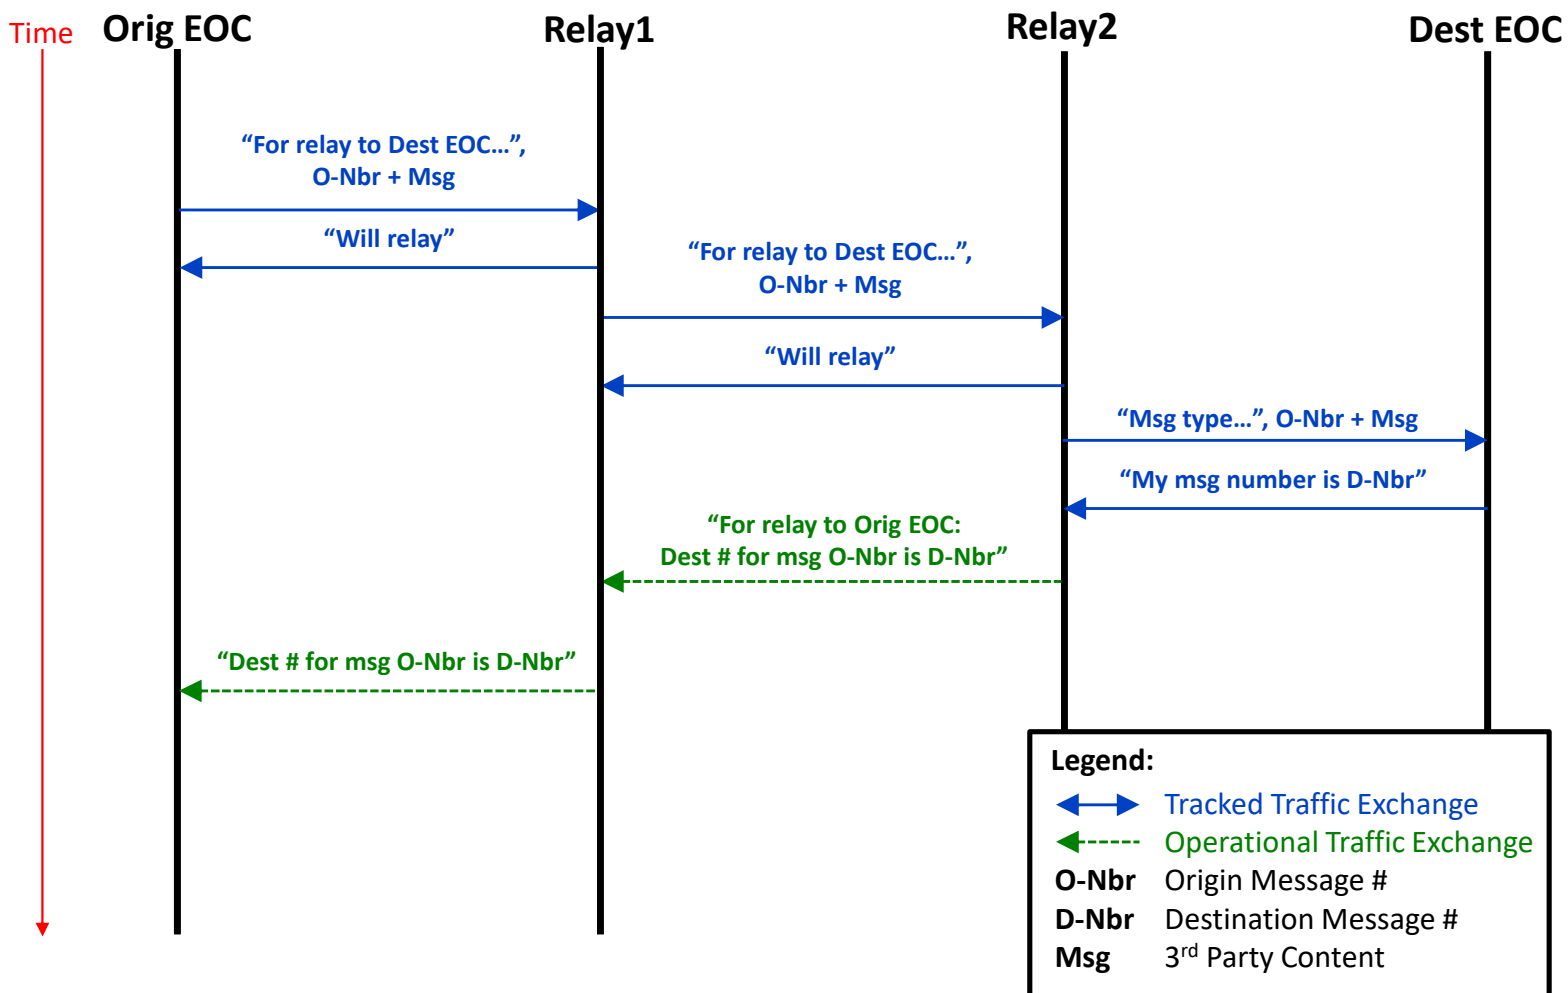 Time
Orig EOC
Relay1
Relay2
Dest EOC
“For relay to Dest EOC...”,
O-Nbr + Msg
“Will relay”
“For relay to Dest EOC...”,
O-Nbr + Msg
“Will relay”
“Msg type...”, O-Nbr + Msg
“My msg number is D-Nbr”
“For relay to Orig EOC:
Dest # for msg O-Nbr is D-Nbr”
“Dest # for msg O-Nbr is D-Nbr”
Legend:
Tracked Traffic Exchange
Operational Traffic Exchange
O-Nbr Origin Message #
D-Nbr Destination Message #
Msg 3rd Party Content